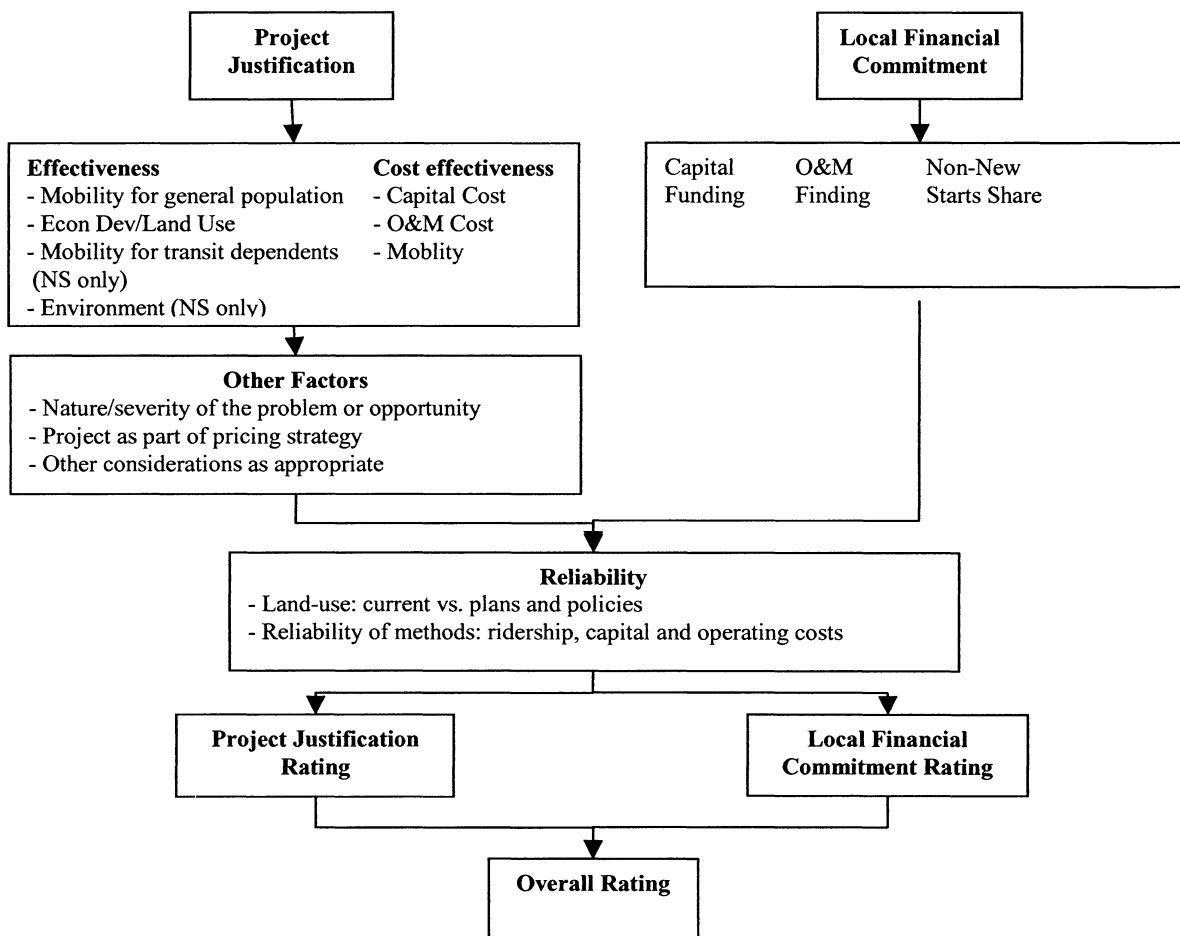 Project
Justification
Local Financial
Commitment
Effectiveness
- Mobility for general population
- Econ Dev/Land Use
- Mobility for transit dependents
(NS only)
- Environment (NS only)
Cost effectiveness
- Capital Cost
- O&M Cost
- Moblity
Capital
Funding
O&M
Finding
Non-New
Starts Share
Other Factors
- Nature/severity of the problem or opportunity
- Project as part of pricing strategy
- Other considerations as appropriate
Reliability
- Land-use: current vs. plans and policies
- Reliability of methods: ridership, capital and operating costs
Project Justification
Rating
Local Financial
Commitment Rating
Overall Rating